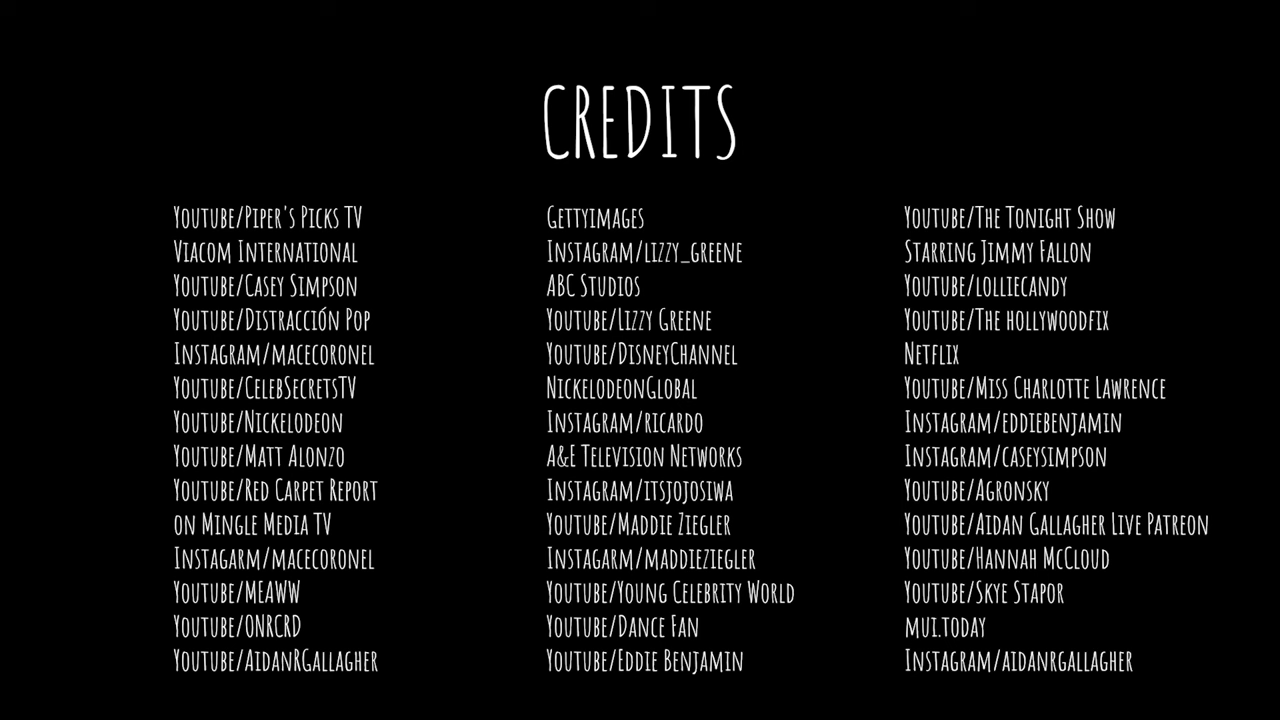 CREDITS
YOUTUBE/PIPER'S PICKS TV
VIACOM INTERNATIONAL
YOUTUBE/CASEY SIMPSON
YOUTUBE/DISTRACCIÓN POP
INSTAGRAM/MACECORONEL
YOUTUBE/CELEBSECRETSTV
YOUTUBE/NICKELODEON
YOUTUBE/MATT ALONZO
YOUTUBE/RED CARPET REPORT
ON MINGLE MEDIA TV
INSTAGARM/MACECORONEL
YOUTUBE/MEAWW
YOUTUBE/ONRCRD
YOUTUBE/AIDANRGALLAGHER
GETTYIMAGES
INSTAGRAM/LIZZY_GREENE
ABC STUDIOS
YOUTUBE/LIZZY GREENE
YOUTUBE/DISNEYCHANNEL
NICKELODEONGLOBAL
INSTAGRAM/RICARDO
A&E TELEVISION NETWORKS
INSTAGRAM/ITSJOJOSIWA
YOUTUBE/MADDIE ZIEGLER
INSTAGARM/MADDIEZIEGLER
YOUTUBE/YOUNG CELEBRITY WORLD
YOUTUBE/DANCE FAN
YOUTUBE/EDDIE BENJAMIN
YOUTUBE/THE TONIGHT SHOW
STARRING JIMMY FALLON
YOUTUBE/LOLLIECANDY
YOUTUBE/THE HOLLYWOODFIX
NETFLIX
YOUTUBE/MISS CHARLOTTE LAWRENCE
INSTAGRAM/EDDIEBENJAMIN
INSTAGRAM/CASEYSIMPSON
YOUTUBE/AGRONSKY
YOUTUBE/AIDAN GALLAGHER LIVE PATREON
YOUTUBE/HANNAH MCCLOUD
YOUTUBE/SKYE STAPOR
MUI.TODAY
INSTAGRAM/AIDANRGALLAGHER